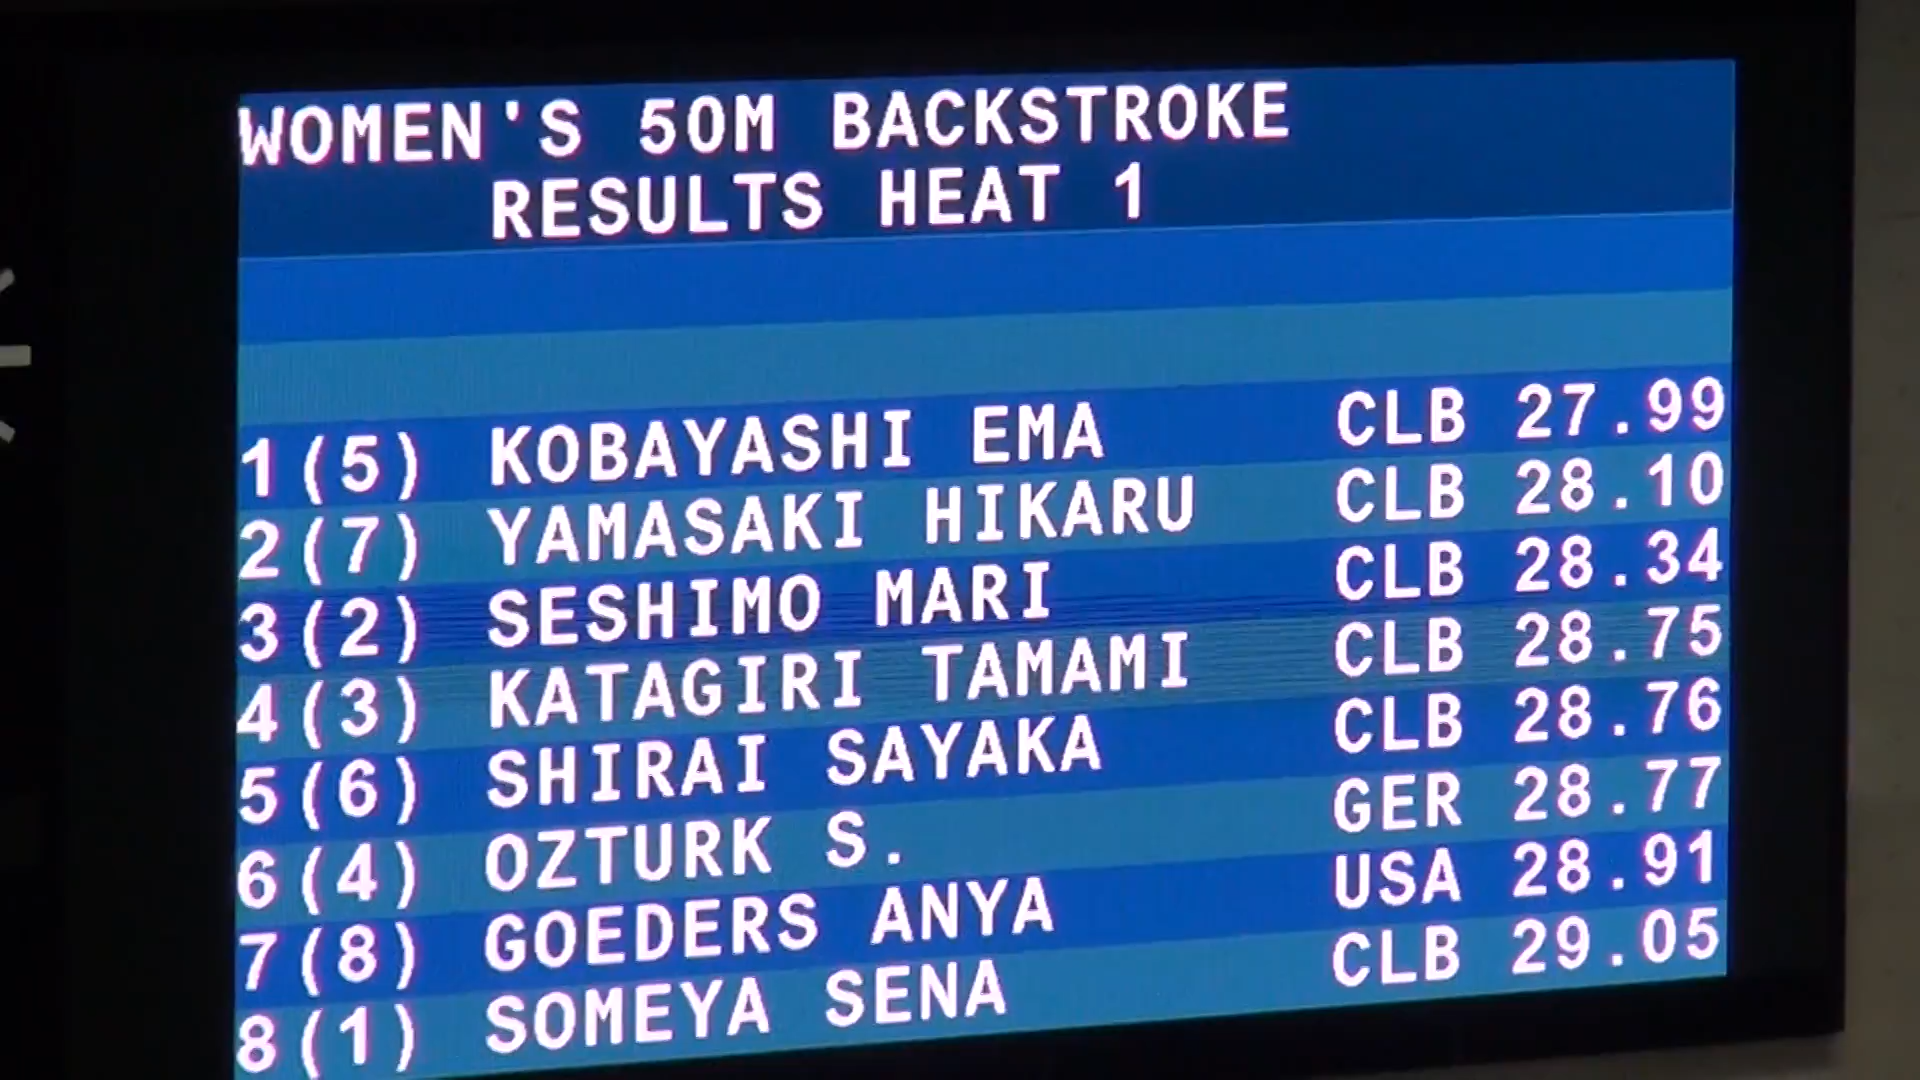 WOMEN'S 50M BACKSTROKE
RESULTS HEAT 1
1(5) KOBAYASHI EMA CLB 27.99
2(7) YAMASAKI HIKARU CLB 28.10
3(2) SESHIMO MARI CLB 28.34
4(3) KATAGIRI TAMAMI CLB 28.75
5(6) SHIRAI SAYAKA CLB 28.76
6(4) OZTURK S. GER 28.77
7(8) GOEDERS ANYA USA 28.91
8(1) SOMEYA SENA CLB 29.05